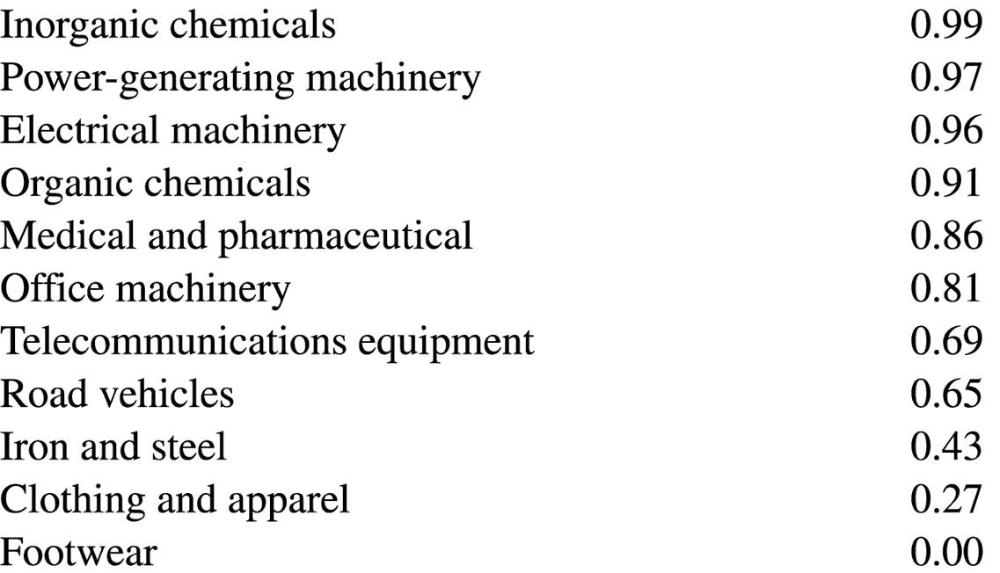 Inorganic chemicals 0.99
Power-generating machinery 0.97
Electrical machinery 0.96
Organic chemicals 0.91
Medical and pharmaceutical 0.86
Office machinery 0.81
Telecommunications equipment 0.69
Road vehicles 0.65
Iron and steel 0.43
Clothing and apparel 0.27
Footwear 0.00